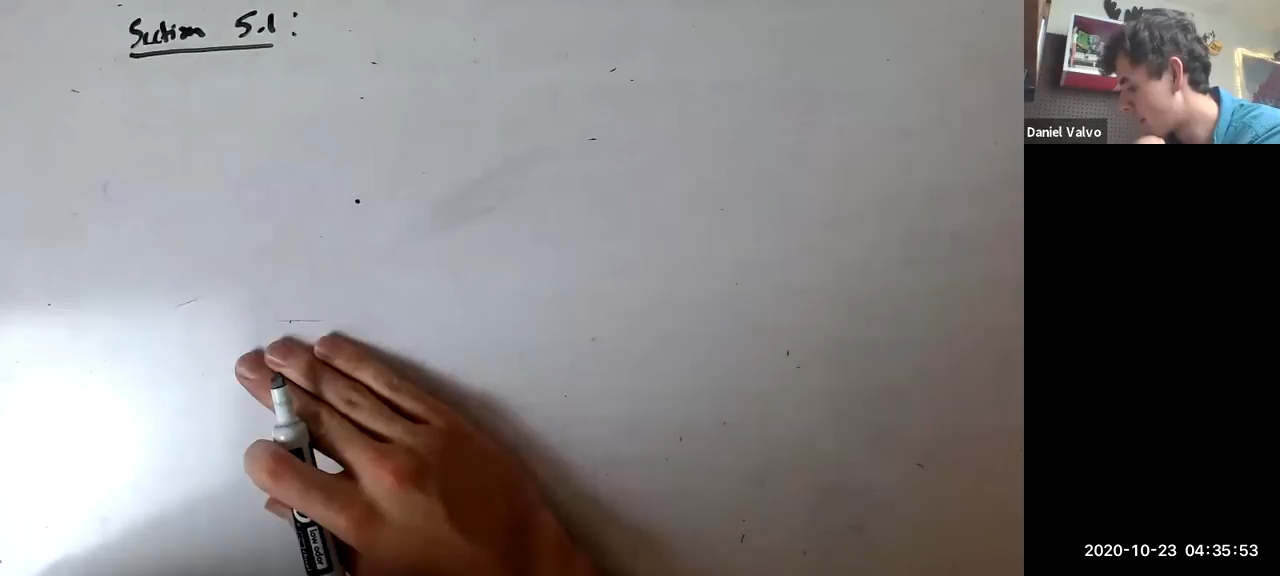 Section 5.1:
Daniel Valvo
low odor
2020-10-23 04:35:53